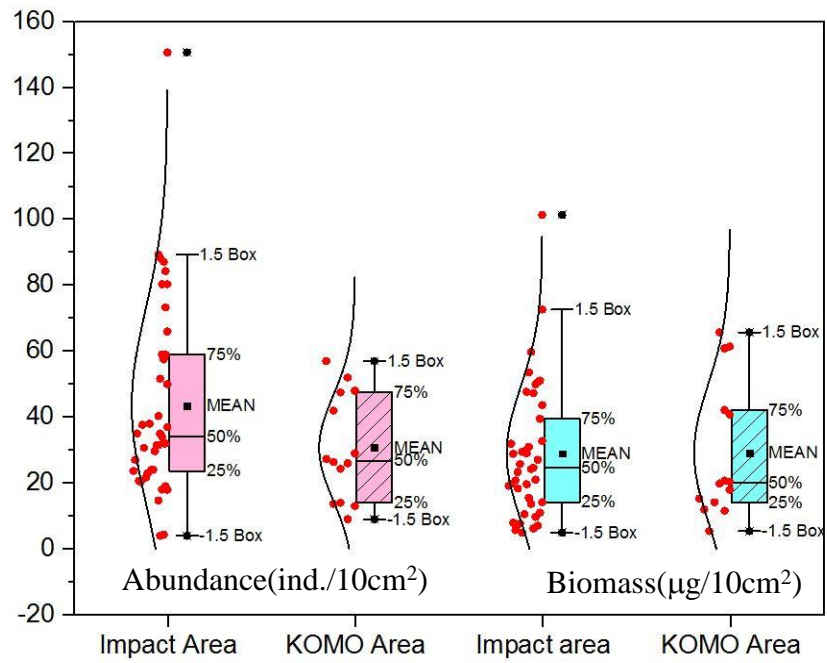 160
140
120
100
80
60
40
20
0
-20
1.5 Box
75%
MEAN
50%
25%
-1.5 Box
1.5 Box
75%
MEAN
50%
25%
-1.5 Box
1.5 Box
75%
MEAN
50%
25%
-1.5 Box
1.5 Box
75%
MEAN
50%
25%
-1.5 Box
Abundance(ind./10cm²)
Biomass(μg/10cm²)
Impact Area
KOMO Area
Impact area
KOMO Area